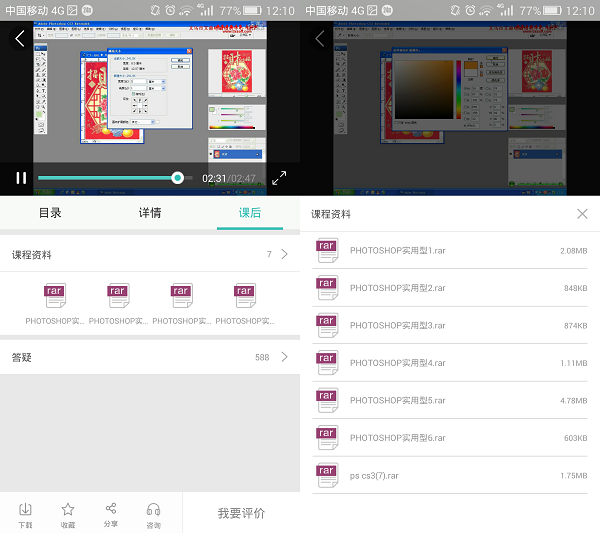 中国移动 4G
77%
12:10
02:31/02:47
目录
详情
课后
课程资料
7
rar
rar
rar
rar
PHOTOSHOP实...
PHOTOSHOP实...
PHOTOSHOP实...
PHOTOSHOP实...
答疑
588
下载
收藏
分享
咨询
我要评价
中国移动 4G
77%
12:10
课程资料
rar
PHOTOSHOP实用型1.rar
2.08MB
rar
PHOTOSHOP实用型2.rar
848KB
rar
PHOTOSHOP实用型3.rar
874KB
rar
PHOTOSHOP实用型4.rar
1.11MB
rar
PHOTOSHOP实用型5.rar
4.78MB
rar
PHOTOSHOP实用型6.rar
603KB
rar
ps cs3(7).rar
1.75MB